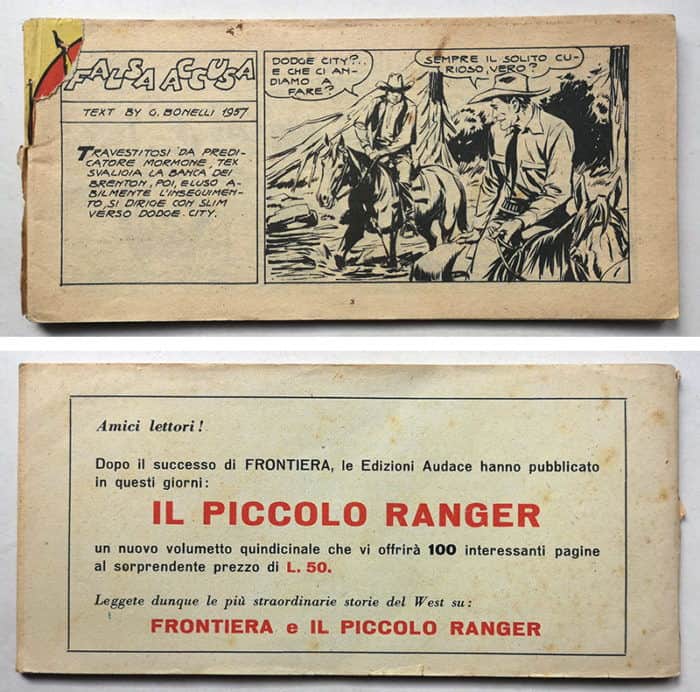 FALSA ACCUSA
TEXT BY G. BONELLI 1957
TRAVESTITOSI DA PREDI-
CATORE MORMONE, TEX
SVALIGIA LA BANCA DEI
BRENTON, POI, ELUSO A-
BILMENTE L'INSEGUIMEN-
TO, SI DIRIGE CON SLIM
VERSO DODGE CITY.
DODGE CITY?..
E CHE CI AN-
DIAMO A
FARE?
SEMPRE IL SOLITO CU-
RIOSO, VERO?
1
3
Amici lettori!
Dopo il successo di FRONTIERA, le Edizioni Audace hanno pubblicato
in questi giorni:
IL PICCOLO RANGER
un nuovo volumetto quindicinale che vi offrirà 100 interessanti pagine
al sorprendente prezzo di L. 50.
Leggete dunque le più straordinarie storie del West su:
FRONTIERA e IL PICCOLO RANGER